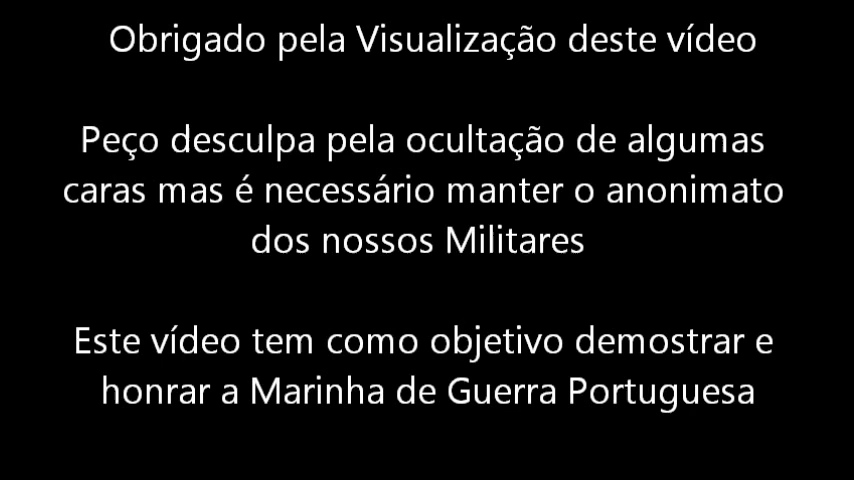 Obrigado pela Visualização deste vídeo
Peço desculpa pela ocultação de algumas
caras mas é necessário manter o anonimato
dos nossos Militares
Este vídeo tem como objetivo demostrar e
honrar a Marinha de Guerra Portuguesa